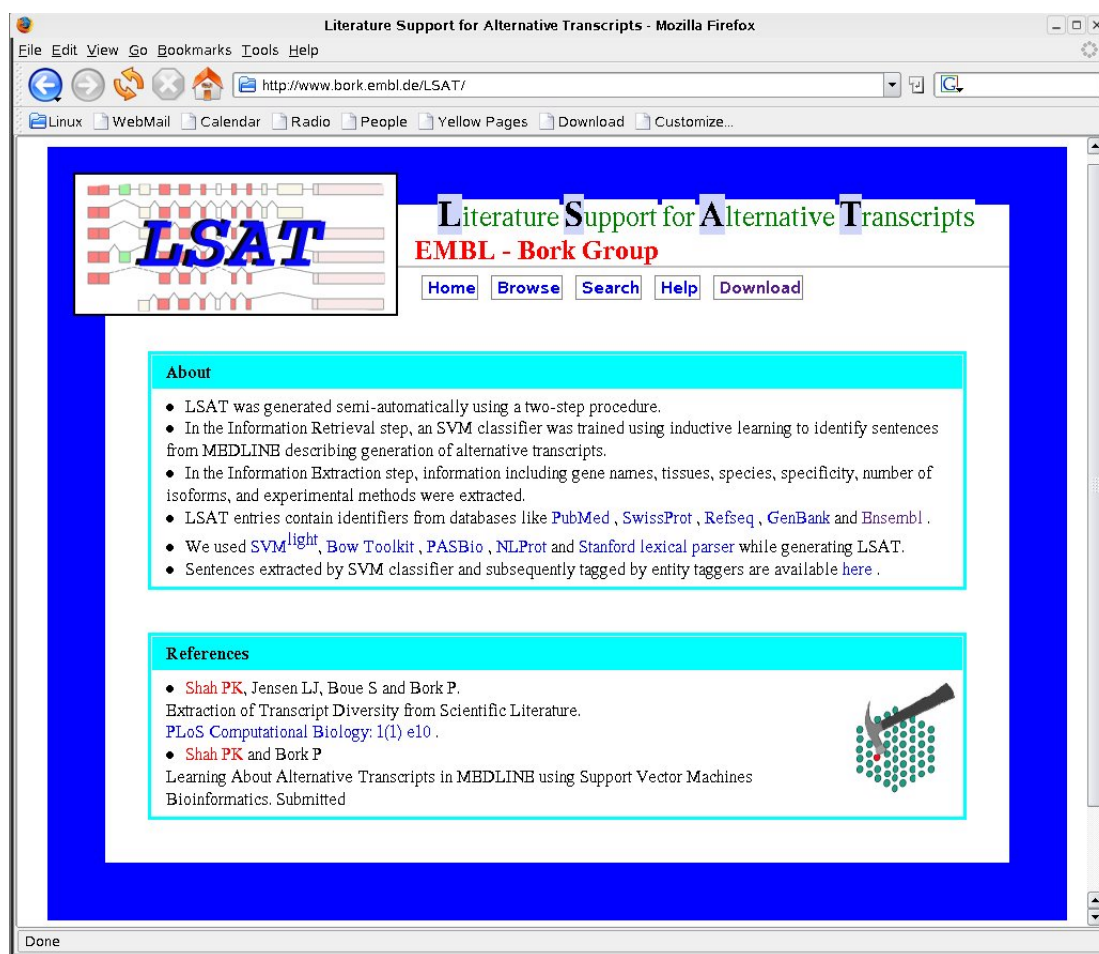 Literature Support for Alternative Transcripts - Mozilla Firefox
File Edit View Go Bookmarks Tools Help
http://www.bork.embl.de/LSAT/
G
Linux WebMail Calendar Radio People Yellow Pages Download Customize...
LSAT
Literature Support for Alternative Transcripts
EMBL - Bork Group
Home Browse Search Help Download
About
• LSAT was generated semi-automatically using a two-step procedure.
• In the Information Retrieval step, an SVM classifier was trained using inductive learning to identify sentences
from MEDLINE describing generation of alternative transcripts.
• In the Information Extraction step, information including gene names, tissues, species, specificity, number of
isoforms, and experimental methods were extracted.
• LSAT entries contain identifiers from databases like PubMed , SwissProt , Refseq , GenBank and Ensembl .
• We used SVMlight, Bow Toolkit , PASBio , NLProt and Stanford lexical parser while generating LSAT.
• Sentences extracted by SVM classifier and subsequently tagged by entity taggers are available here .
References
• Shah PK, Jensen LJ, Boue S and Bork P.
Extraction of Transcript Diversity from Scientific Literature.
PLoS Computational Biology: 1(1) e10 .
• Shah PK and Bork P
Learning About Alternative Transcripts in MEDLINE using Support Vector Machines
Bioinformatics. Submitted
Done